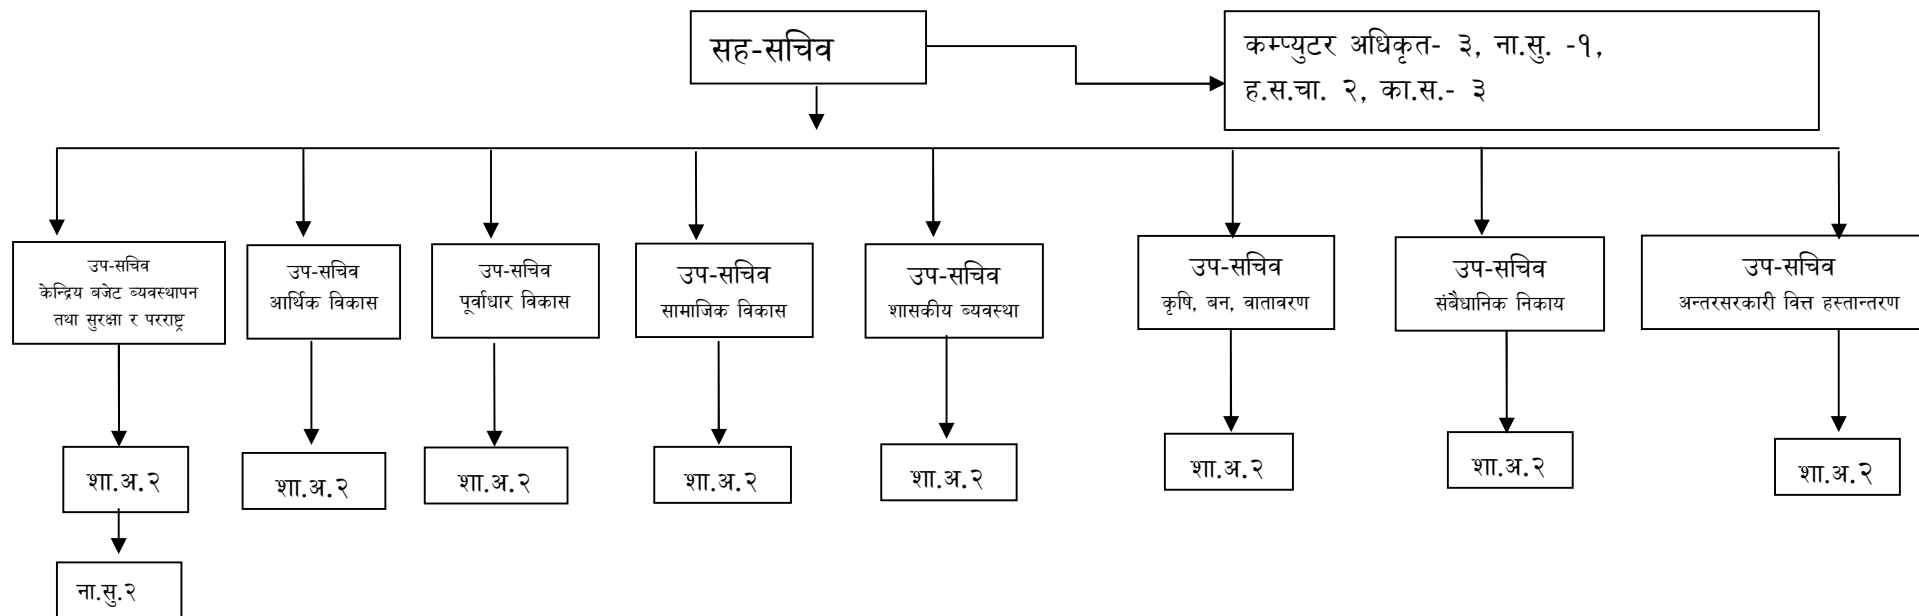 सह-सचिव
कम्प्युटर अधिकृत- ३, ना.सु. -१,
ह.स.चा. २, का.स.- ३
उप-सचिव
केन्द्रिय बजेट ब्यवस्थापन
तथा सुरक्षा र परराष्ट्र
उप-सचिव
आर्थिक विकास
उप-सचिव
पूर्वाधार विकास
उप-सचिव
सामाजिक विकास
उप-सचिव
शासकीय ब्यवस्था
उप-सचिव
कृषि, बन, वातावरण
उप-सचिव
संबैधानिक निकाय
उप-सचिव
अन्तरसरकारी वित्त हस्तान्तरण
शा.अ.२
शा.अ.२
शा.अ.२
शा.अ.२
शा.अ.२
शा.अ.२
शा.अ.२
शा.अ.२
ना.सु.२